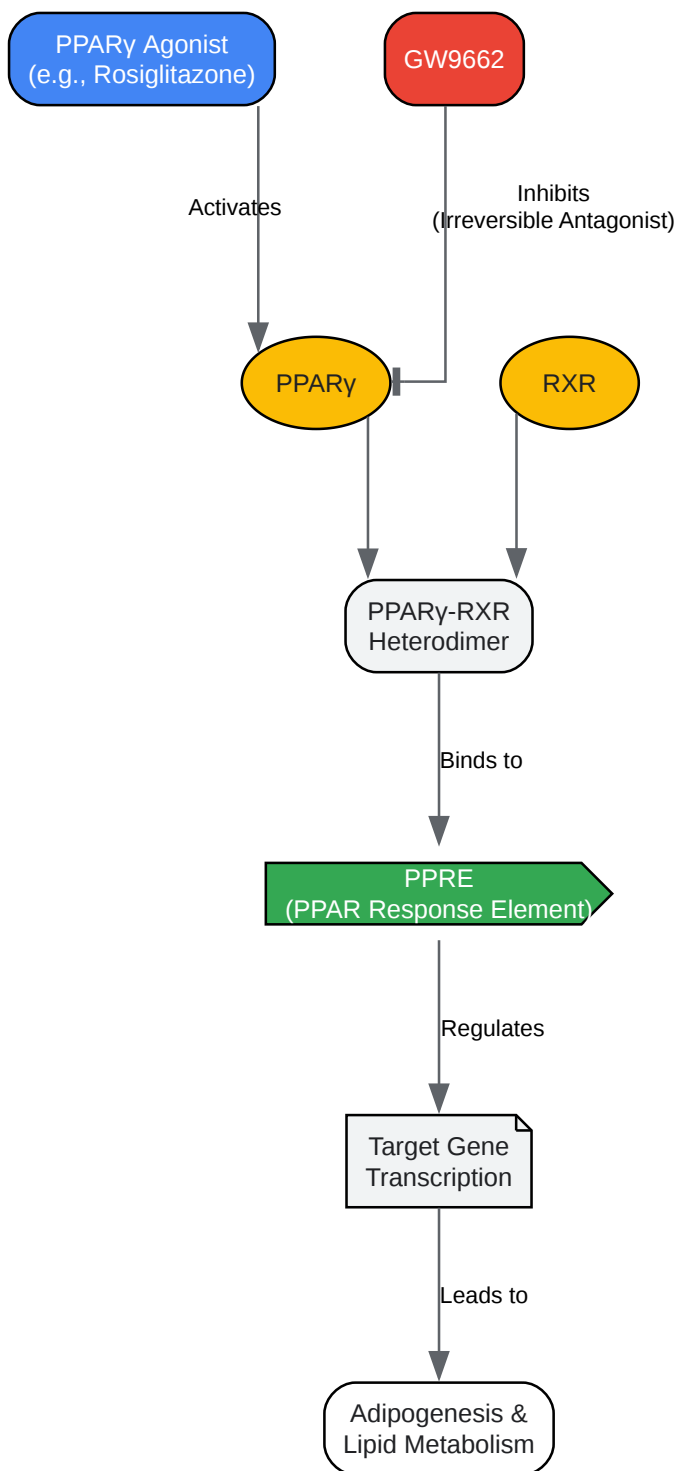 PPARγ Agonist
(e.g., Rosiglitazone)
GW9662
Activates
Inhibits
(Irreversible Antagonist)
PPARγ
RXR
PPARγ-RXR
Heterodimer
Binds to
PPRE
(PPAR Response Element)
Regulates
Target Gene
Transcription
Leads to
Adipogenesis &
Lipid Metabolism